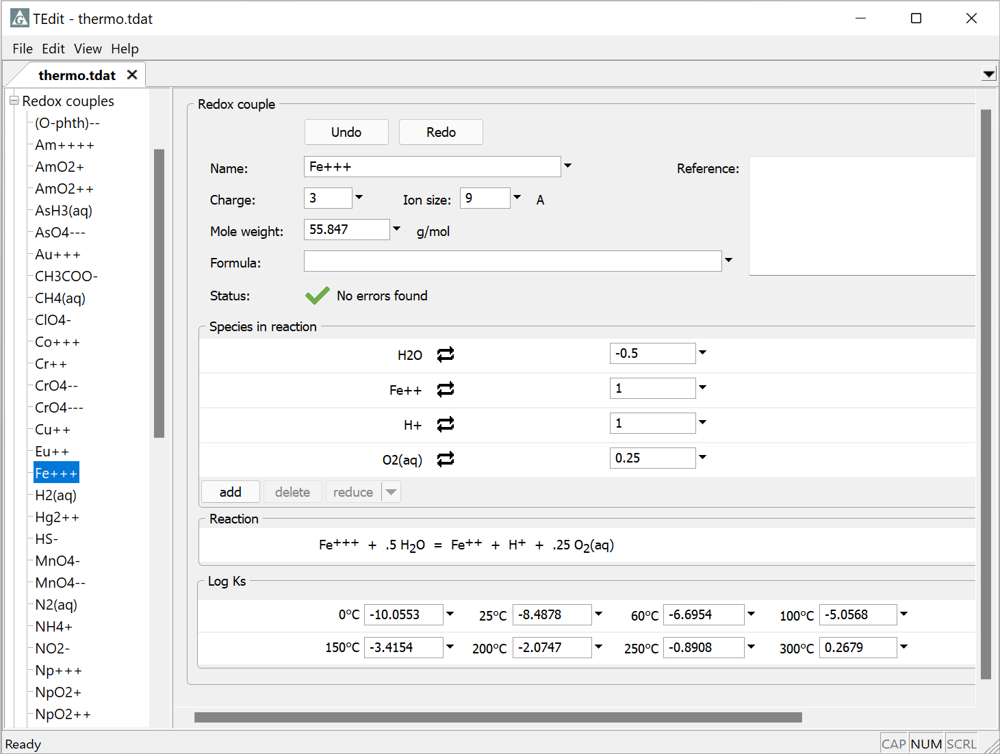 TEdit - thermo.tdat
File Edit View Help
thermo.tdat
Redox couples
(O-phth)--
Am++++
AmO2+
AmO2++
AsH3(aq)
AsO4---
Au+++
CH3COO-
CH4(aq)
ClO4-
Co+++
Cr++
CrO4--
CrO4---
Cu++
Eu++
Fe+++
H2(aq)
Hg2++
HS-
MnO4-
MnO4--
N2(aq)
NH4+
NO2-
Np+++
NpO2+
NpO2++
Redox couple
Undo Redo
Name: Fe+++ Reference:
Charge: 3 Ion size: 9 A
Mole weight: 55.847 g/mol
Formula:
Status: No errors found
Species in reaction
H2O -0.5
Fe++ 1
H+ 1
O2(aq) 0.25
add delete reduce
Reaction
Fe⁺⁺⁺ + .5 H₂O = Fe⁺⁺ + H⁺ + .25 O₂(aq)
Log Ks
0°C -10.0553 25°C -8.4878 60°C -6.6954 100°C -5.0568
150°C -3.4154 200°C -2.0747 250°C -0.8908 300°C 0.2679
Ready CAP NUM SCRL